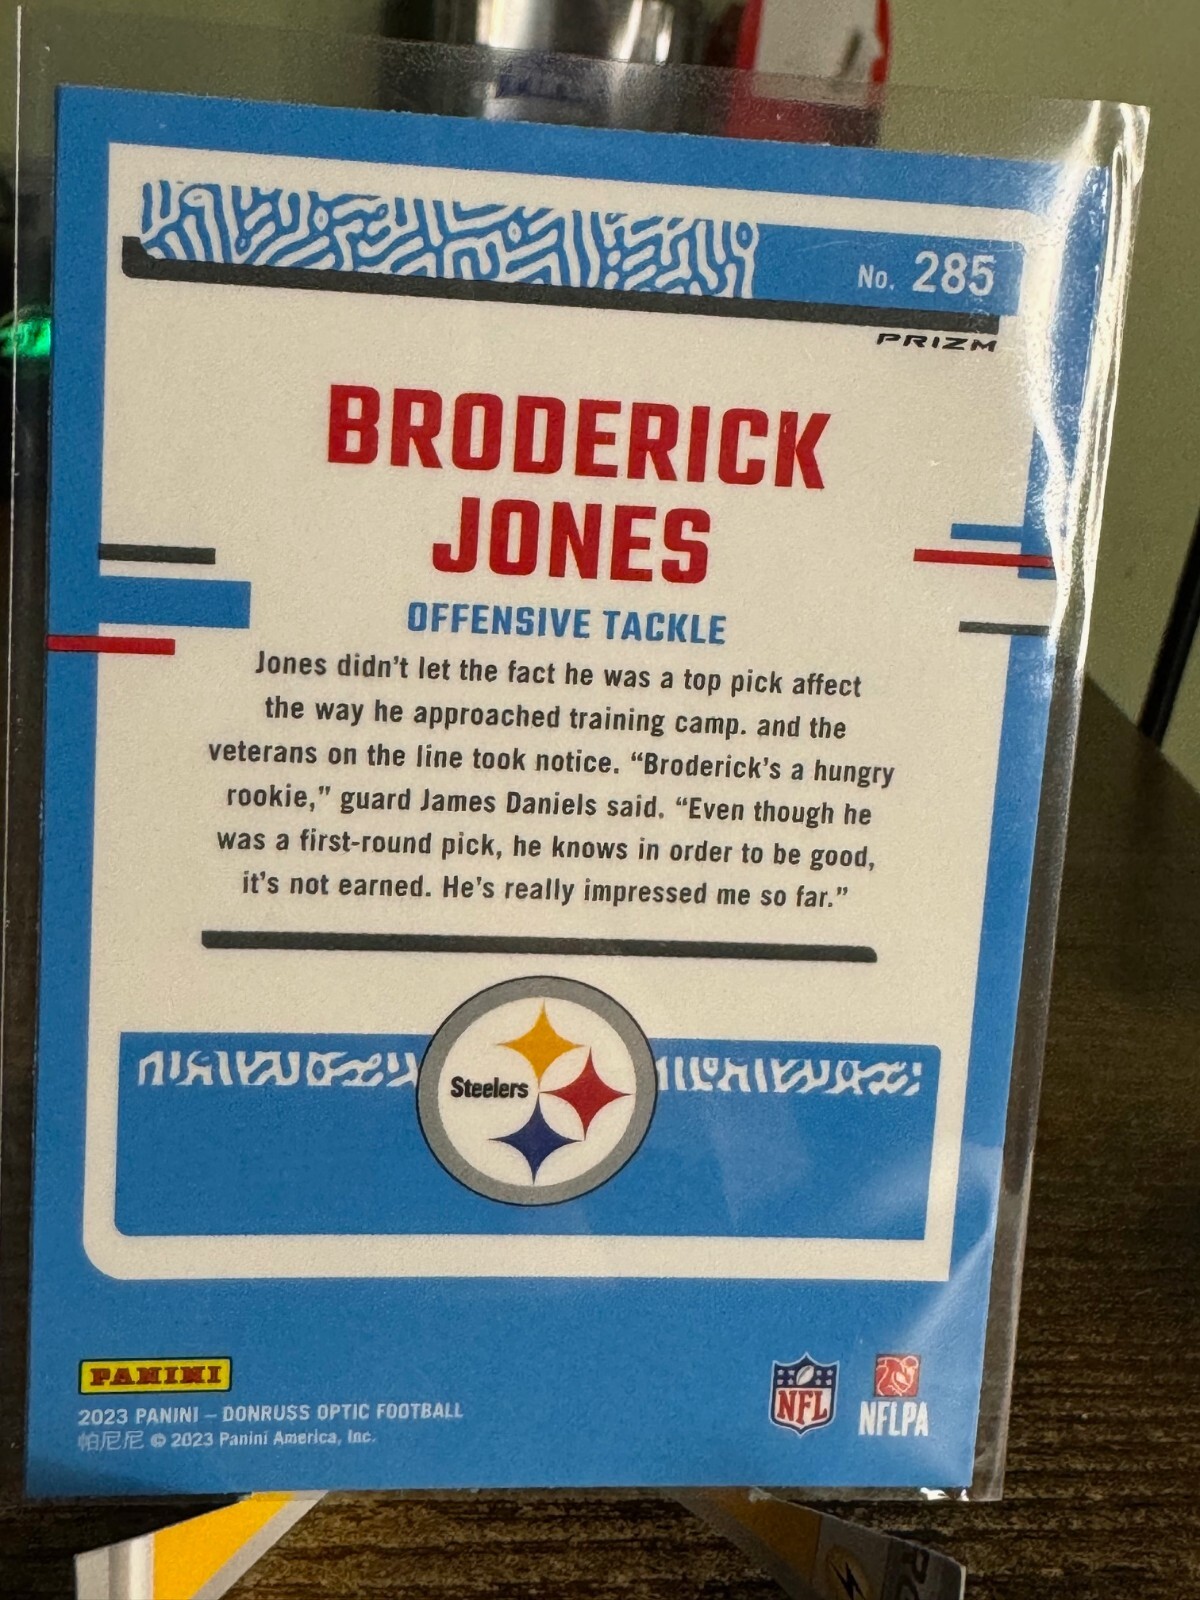 No. 285
PRIZM
BRODERICK
JONES
OFFENSIVE TACKLE
Jones didn't let the fact he was a top pick affect
the way he approached training camp. and the
veterans on the line took notice. “Broderick's a hungry
rookie,” guard James Daniels said. “Even though he
was a first-round pick, he knows in order to be good,
it's not earned. He's really impressed me so far.”
Steelers
PANINI
2023 PANINI – DONRUSS OPTIC FOOTBALL
帕尼尼 © 2023 Panini America, Inc.
NFL
NFLPA